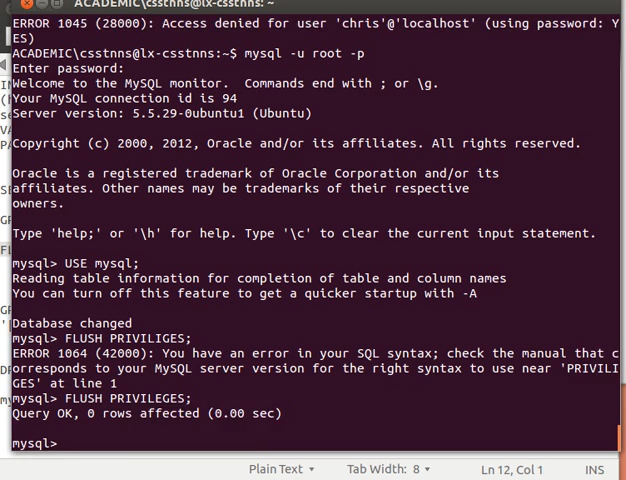 ACADEMIC\csstnns@lx-csstnns: ~
ERROR 1045 (28000): Access denied for user 'chris'@'localhost' (using password: Y
ES)
ACADEMIC\csstnns@lx-csstnns:~$ mysql -u root -p
Enter password:
Welcome to the MySQL monitor.  Commands end with ; or \g.
Your MySQL connection id is 94
Server version: 5.5.29-0ubuntu1 (Ubuntu)
Copyright (c) 2000, 2012, Oracle and/or its affiliates. All rights reserved.
Oracle is a registered trademark of Oracle Corporation and/or its
affiliates. Other names may be trademarks of their respective
owners.
Type 'help;' or '\h' for help. Type '\c' to clear the current input statement.
mysql> USE mysql;
Reading table information for completion of table and column names
You can turn off this feature to get a quicker startup with -A
Database changed
mysql> FLUSH PRIVILIGES;
ERROR 1064 (42000): You have an error in your SQL syntax; check the manual that c
orresponds to your MySQL server version for the right syntax to use near 'PRIVILI
GES' at line 1
mysql> FLUSH PRIVILEGES;
Query OK, 0 rows affected (0.00 sec)
mysql>
Plain Text Tab Width: 8 Ln 12, Col 1 INS